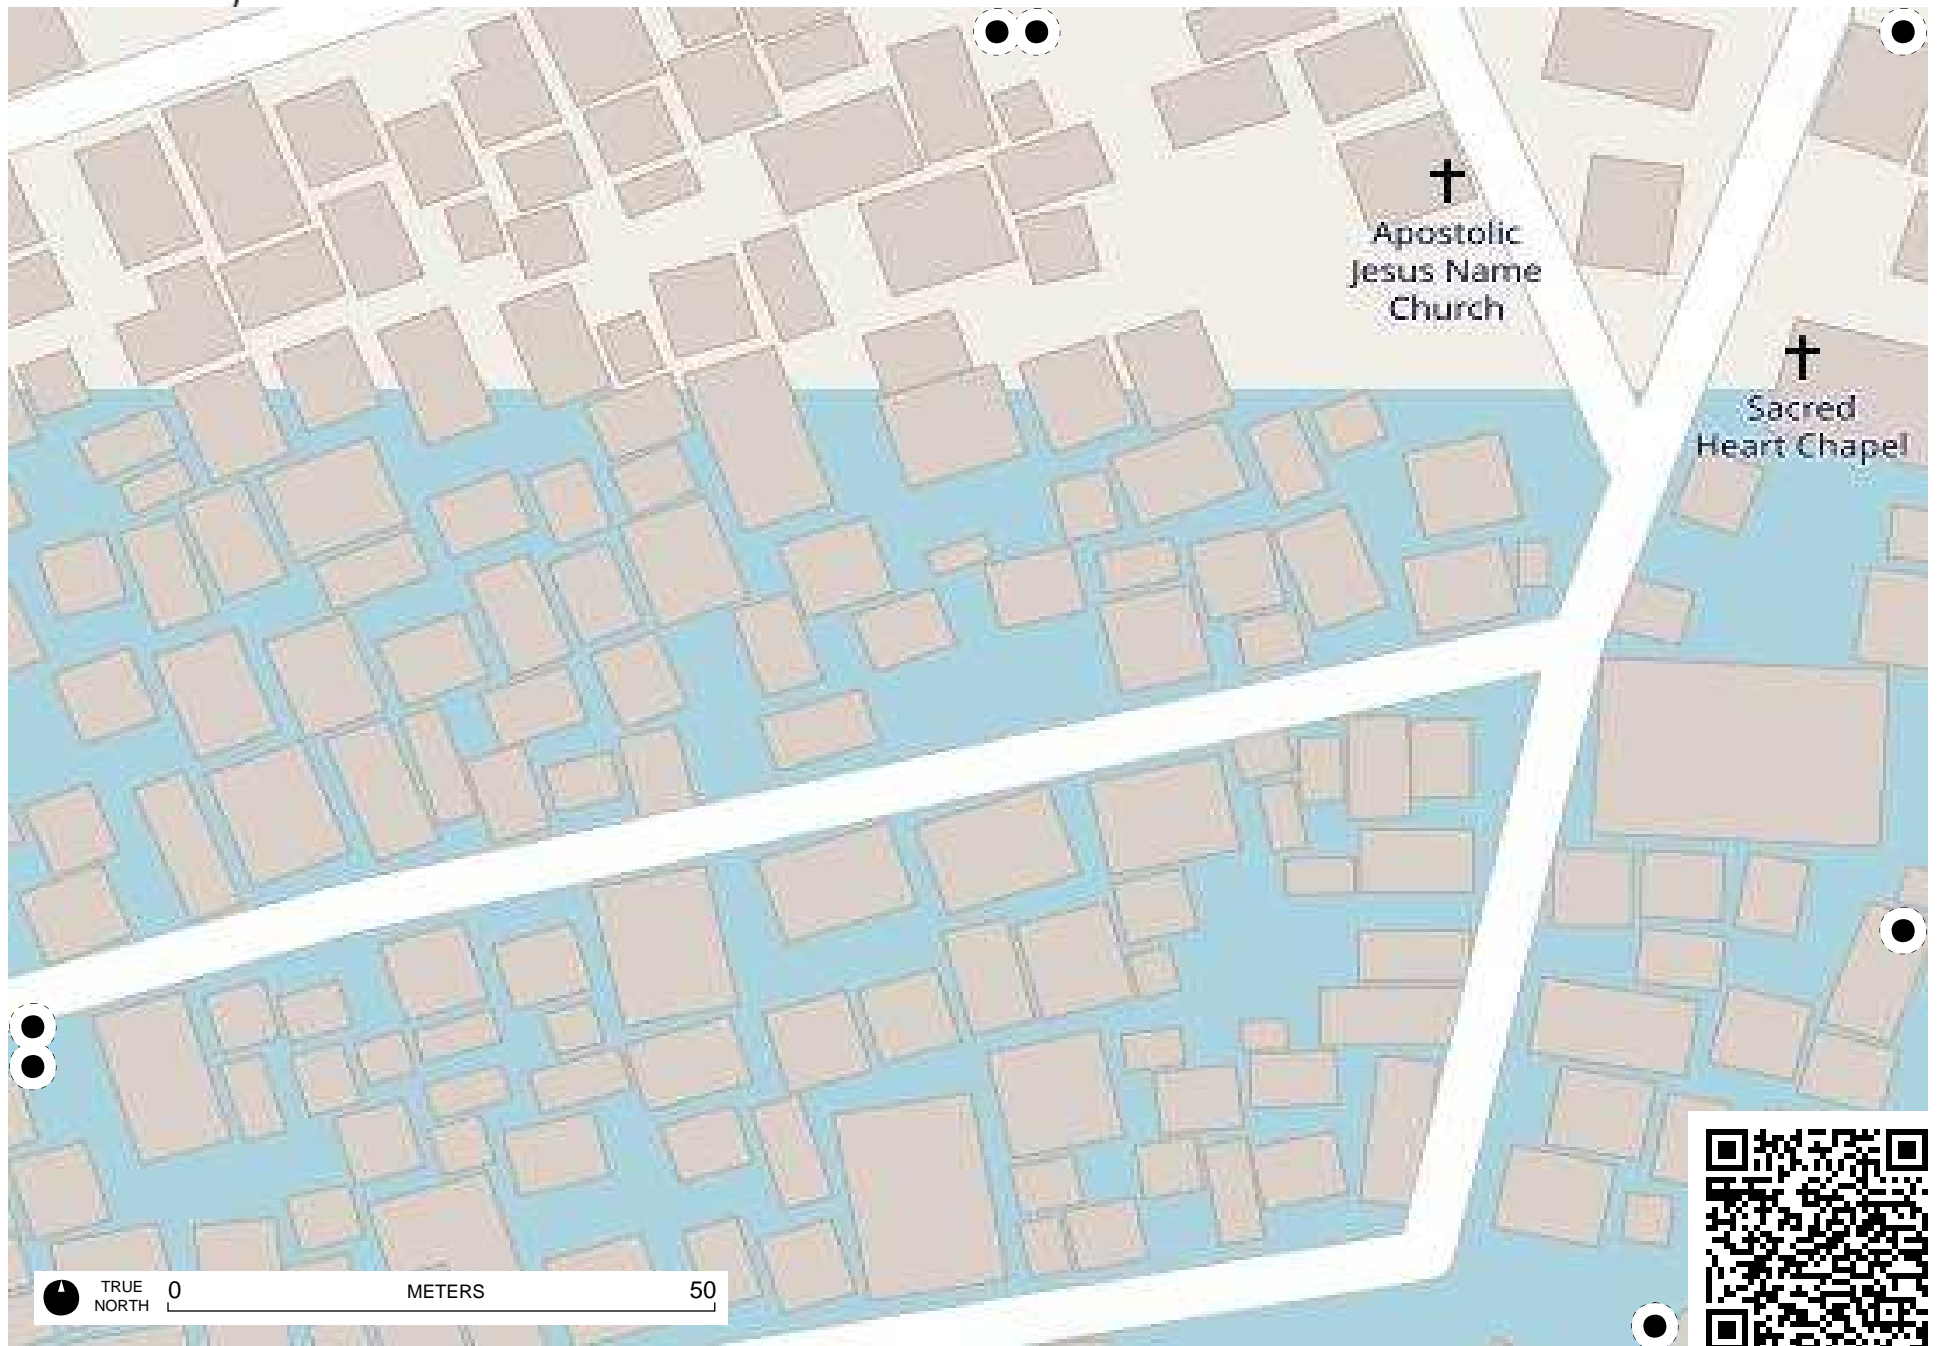 Apostolic
Jesus Name
Church
Sacred
Heart Chapel
TRUE
NORTH
0
METERS
50